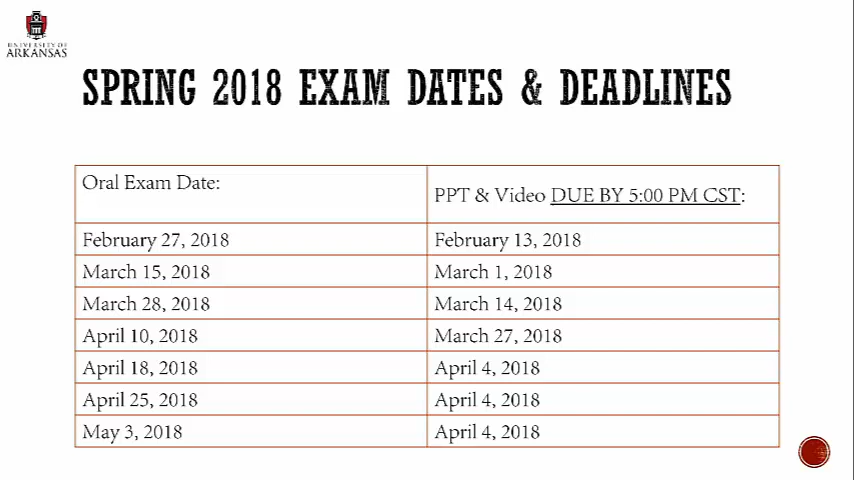 UNIVERSITY OF
ARKANSAS
SPRING 2018 EXAM DATES & DEADLINES
Oral Exam Date:
PPT & Video DUE BY 5:00 PM CST:
February 27, 2018
February 13, 2018
March 15, 2018
March 1, 2018
March 28, 2018
March 14, 2018
April 10, 2018
March 27, 2018
April 18, 2018
April 4, 2018
April 25, 2018
April 4, 2018
May 3, 2018
April 4, 2018